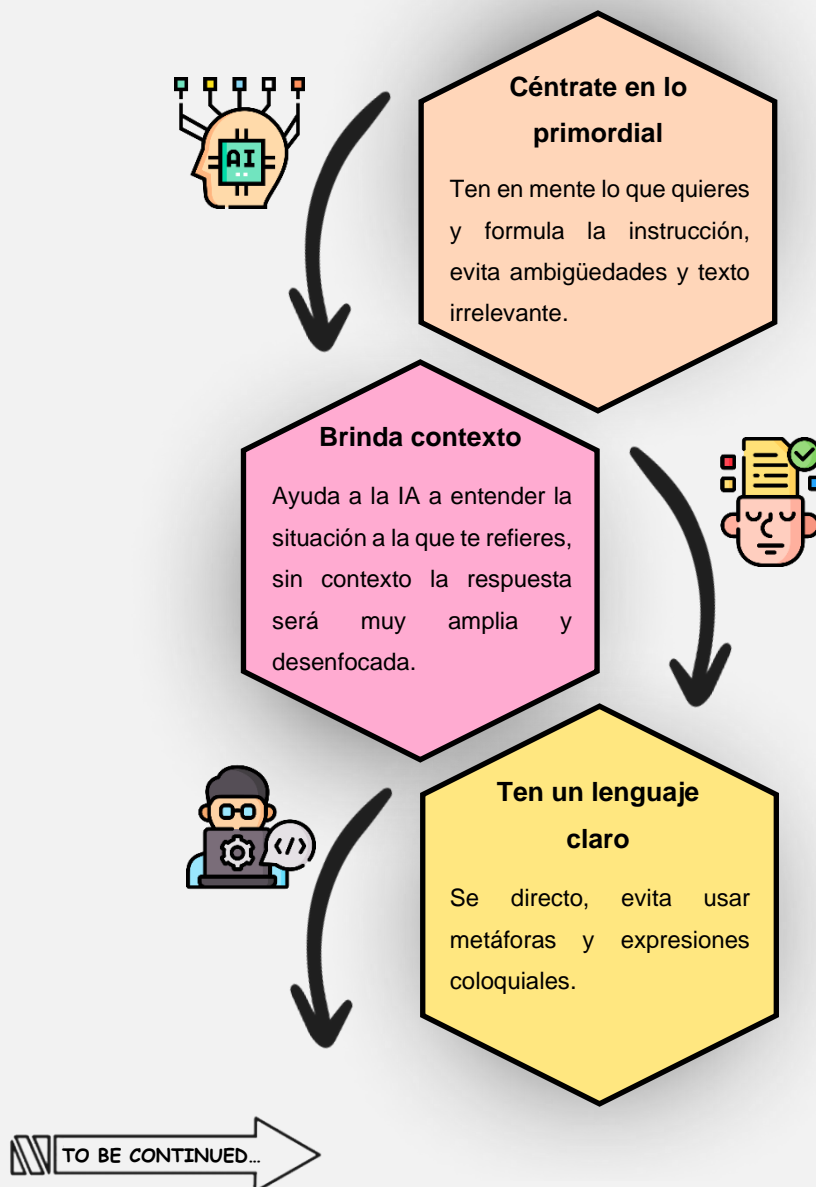 AI
Céntrate en lo
primordial
Ten en mente lo que quieres
y formula la instrucción,
evita ambigüedades y texto
irrelevante.
Brinda contexto
Ayuda a la IA a entender la
situación a la que te refieres,
sin contexto la respuesta
será muy amplia y
desenfocada.
Ten un lenguaje
claro
Se directo, evita usar
metáforas y expresiones
coloquiales.
</>
TO BE CONTINUED…